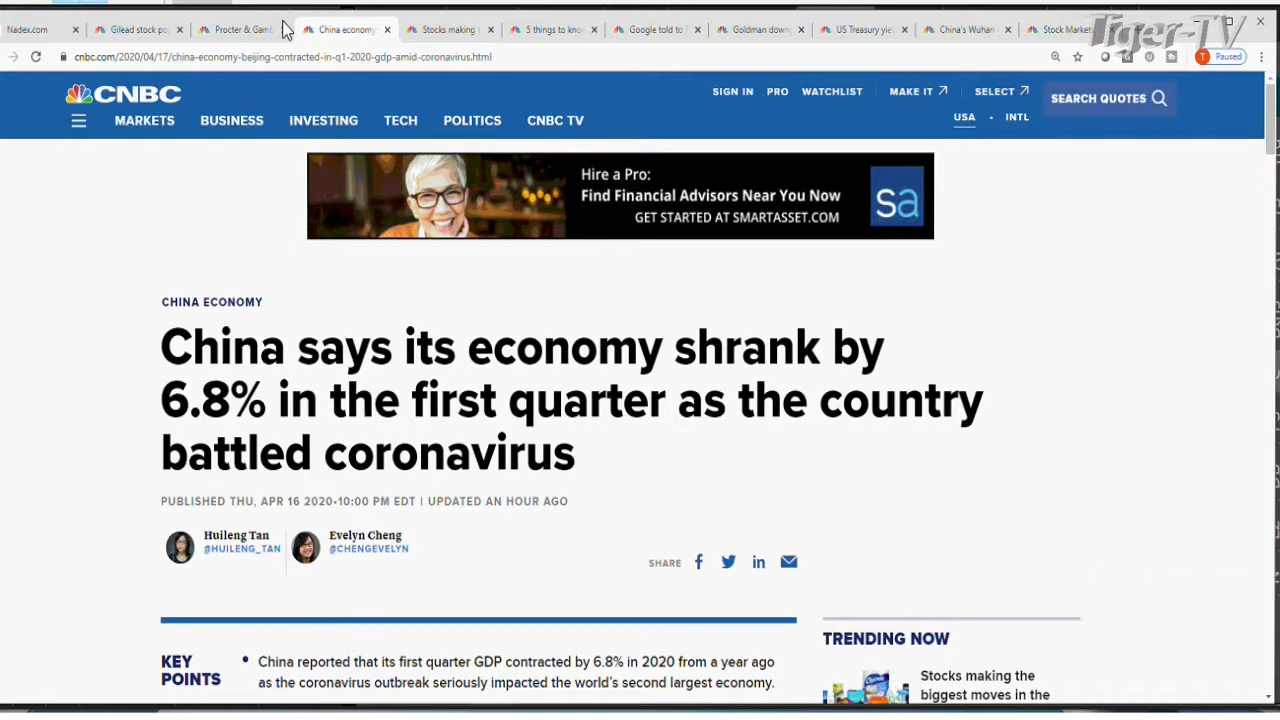 Nadex.com
Gilead stock po
Procter & Gamb
China economy
Stocks making
5 things to kno
Google told to
Goldman down
US Treasury yie
China's Wuhan
Stock Market
Tiger-TV
cnbc.com/2020/04/17/china-economy-beijing-contracted-in-q1-2020-gdp-amid-coronavirus.html
T Paused
CNBC
SIGN IN PRO WATCHLIST MAKE IT SELECT
SEARCH QUOTES
USA · INTL
MARKETS BUSINESS INVESTING TECH POLITICS CNBC TV
Hire a Pro:
Find Financial Advisors Near You Now
GET STARTED AT SMARTASSET.COM
sa
CHINA ECONOMY
China says its economy shrank by
6.8% in the first quarter as the country
battled coronavirus
PUBLISHED THU, APR 16 2020•10:00 PM EDT | UPDATED AN HOUR AGO
Huileng Tan
@HUILENG_TAN
Evelyn Cheng
@CHENGEVELYN
SHARE
KEY
POINTS
• China reported that its first quarter GDP contracted by 6.8% in 2020 from a year ago
as the coronavirus outbreak seriously impacted the world's second largest economy.
TRENDING NOW
Stocks making the
biggest moves in the